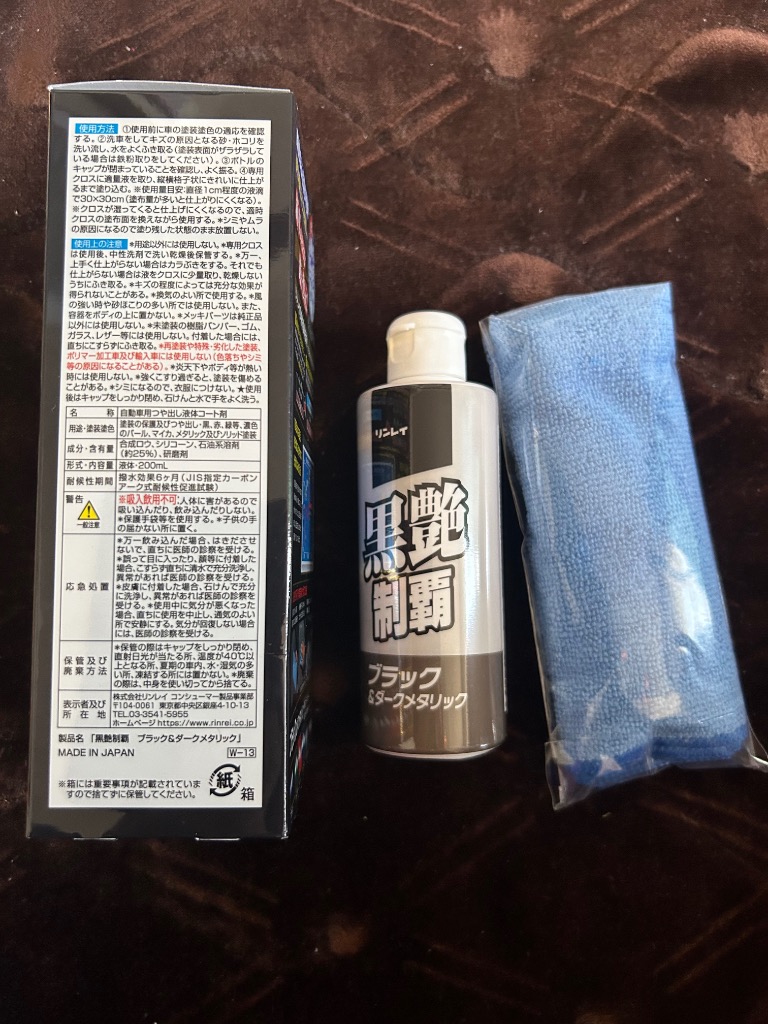 使用方法 ①使用前に車の塗装塗色の適応を確認
する。②洗車をしてキズの原因となる砂・ホコリを
洗い流し、水をよくふき取る(塗装表面がザラザラして
いる場合は鉄粉取りをしてください)。③ボトルの
キャップが閉まっていることを確認し、よく振る。④専用
クロスに適量液を取り、縦横格子状にきれいに仕上が
るまで塗り込む。※使用量目安:直径1cm程度の液滴
で30×30cm(塗布量が多いと仕上がりにくくなる)。
※クロスが湿ってくると仕上げにくくなるので、適時
クロスの塗布面を換えながら使用する。*シミやムラ
の原因になるので塗り残した状態のまま放置しない。
使用上の注意 *用途以外には使用しない。*専用クロス
は使用後、中性洗剤で洗い乾燥後保管する。*万一、
上手く仕上がらない場合はカラぶきをする。それでも
仕上がらない場合は液をクロスに少量取り、乾燥しない
うちにふき取る。*キズの程度によっては充分な効果が
得られないことがある。*換気のよい所で使用する。*風
の強い時や砂ぼこりの多い所では使用しない。また、
容器をボディの上に置かない。*メッキパーツは純正品
以外には使用しない。*未塗装の樹脂バンパー、ゴム、
ガラス、レザー等には使用しない。付着した場合には、
直ちにこすらずにふき取る。*再塗装や特殊・劣化した塗装、
ポリマー加工車及び輸入車には使用しない(色落ちやシミ
等の原因になることがある)。*炎天下やボディ等が熱い
時には使用しない。*強くこすり過ぎると、塗装を傷める
ことがある。*シミになるので、衣服につけない。★使用
後はキャップをしっかり閉め、石けんと水で手をよく洗う。
名 称 自動車用つや出し液体コート剤
用途・塗装塗色 塗装の保護及びつや出し・黒、赤、緑等、濃色
のパール、マイカ、メタリック及びソリッド塗装
成分・含有量 合成ロウ、シリコーン、石油系溶剤
(約25%)、研磨剤
形式・内容量 液体・200mL
耐候性期間 撥水効果6ヶ月(JIS指定カーボン
アーク式耐候性促進試験)
警告 一般注意 ※吸入飲用不可:人体に害があるので
吸い込んだり、飲み込んだりしない。
*保護手袋等を使用する。*子供の手
の届かない所に置く。
応急処置 *万一飲み込んだ場合、はきださせ
ないで、直ちに医師の診察を受ける。
*誤って目に入ったり、顔等に付着した
場合、こすらず直ちに清水で充分洗浄し、
異常があれば医師の診察を受ける。
*皮膚に付着した場合、石けんで充分
に洗浄し、異常があれば医師の診察を
受ける。*使用中に気分が悪くなった
場合、直ちに使用を中止し、通気のよい
所で安静にする。気分が回復しない場合
には、医師の診察を受ける。
保管及び
廃棄方法 *保管の際はキャップをしっかり閉め、
直射日光が当たる所、温度が40℃以
上となる所、夏期の車内、水・湿気の多
い所、凍結する所には置かない。*廃棄
の際は、中身を使い切ってから捨てる。
表示者及び
所在地 株式会社リンレイ コンシューマー製品事業部
〒104-0061 東京都中央区銀座4-10-13
TEL.03-3541-5955
ホームページ https://www.rinrei.co.jp
製品名 「黒艶制覇 ブラック&ダークメタリック」
MADE IN JAPAN W-13
※箱には重要事項が記載されていま
すので捨てずに保管してください。
紙 箱
リンレイ
黒艶
制覇
ブラック
&ダークメタリック